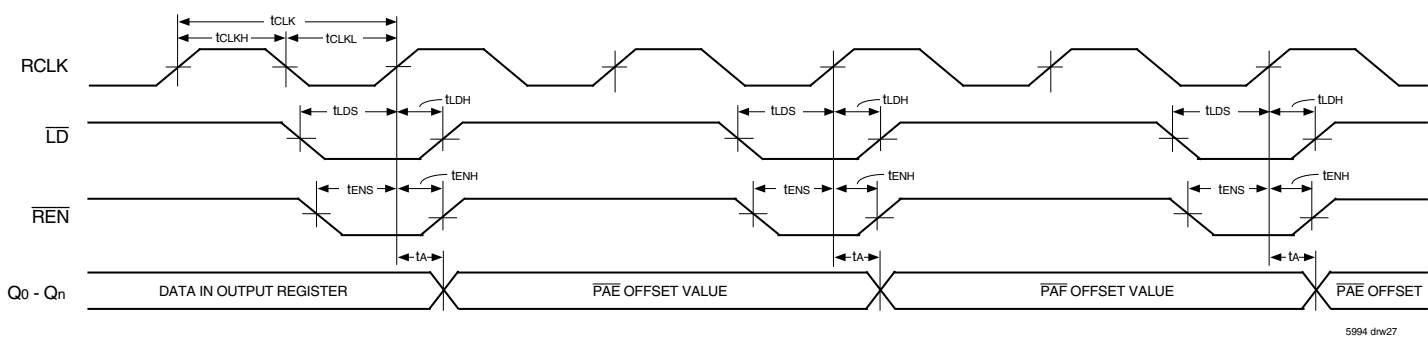 tCLK
tCLKH tCLKL
RCLK
tLDS tLDH tLDS tLDH tLDS tLDH
LD
tENS tENH tENS tENH tENS tENH
REN
tA tA tA
Q0 - Qn DATA IN OUTPUT REGISTER PAE OFFSET VALUE PAF OFFSET VALUE PAE OFFSET
5994 drw27